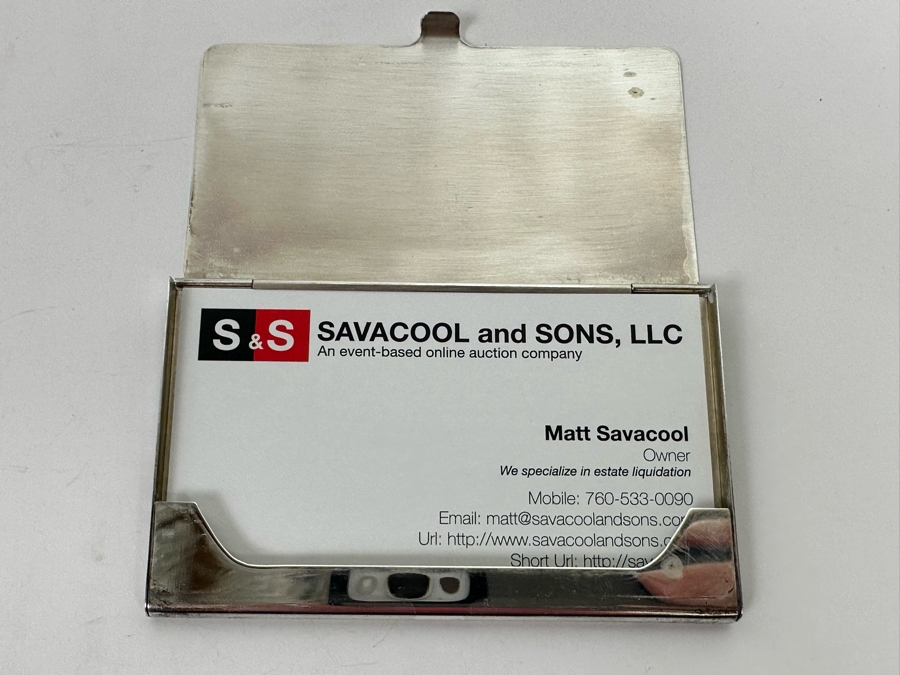 S&S
SAVACOOL and SONS, LLC
An event-based online auction company
Matt Savacool
Owner
We specialize in estate liquidation
Mobile: 760-533-0090
Email: matt@savacoolandsons.co
Url: http://www.savacoolandsons.c
Short Url: http://sav